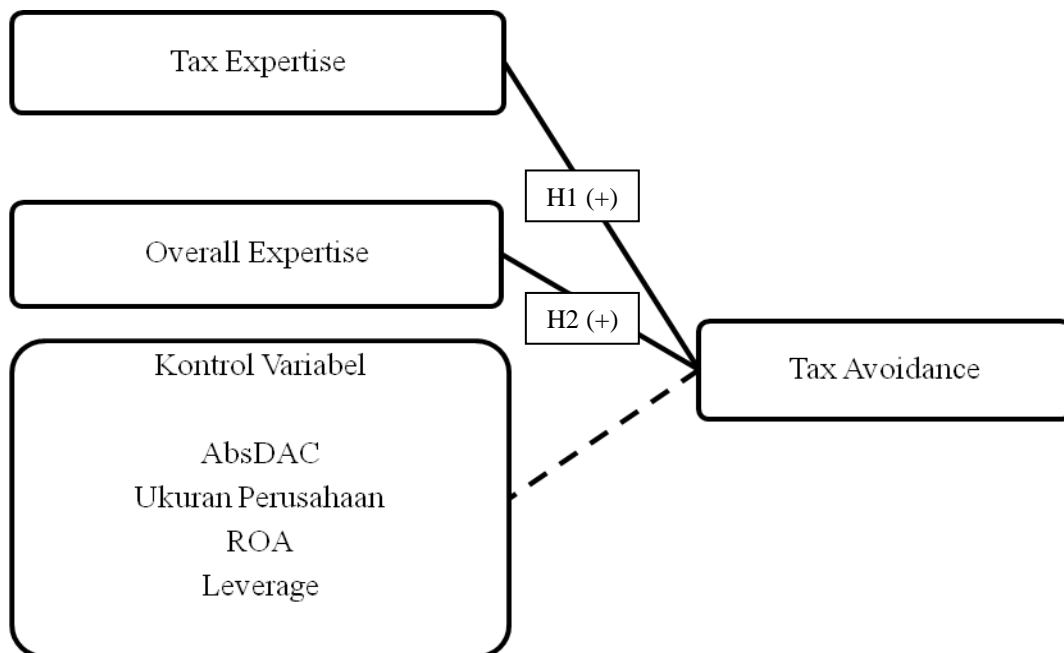 Tax Expertise
H1 (+)
Overall Expertise
H2 (+)
Kontrol Variabel
AbsDAC
Ukuran Perusahaan
ROA
Leverage
Tax Avoidance